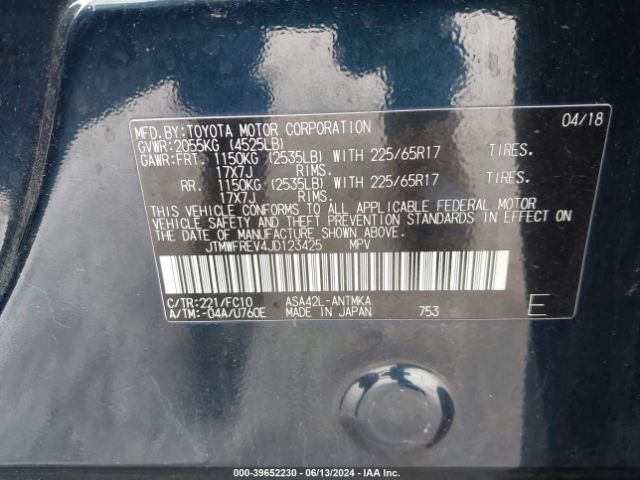 MFD.BY:TOYOTA MOTOR CORPORATION 04/18
GVWR:2055KG (4525LB)
GAWR:FRT. 1150KG (2535LB) WITH 225/65R17 TIRES.
17X7J RIMS.
RR. 1150KG (2535LB) WITH 225/65R17 TIRES.
17X7J RIMS.
THIS VEHICLE CONFORMS TO ALL APPLICABLE FEDERAL MOTOR
VEHICLE SAFETY AND THEFT PREVENTION STANDARDS IN EFFECT ON
THE DATE OF MANUFACTURE SHOWN ABOVE.
JTMWFREV4JD123425 MPV
C/TR:221/FC10 ASA42L-ANTMKA
A/TM:-04A/U760E MADE IN JAPAN 753 E
000-39652230 - 06/13/2024 - IAA Inc.